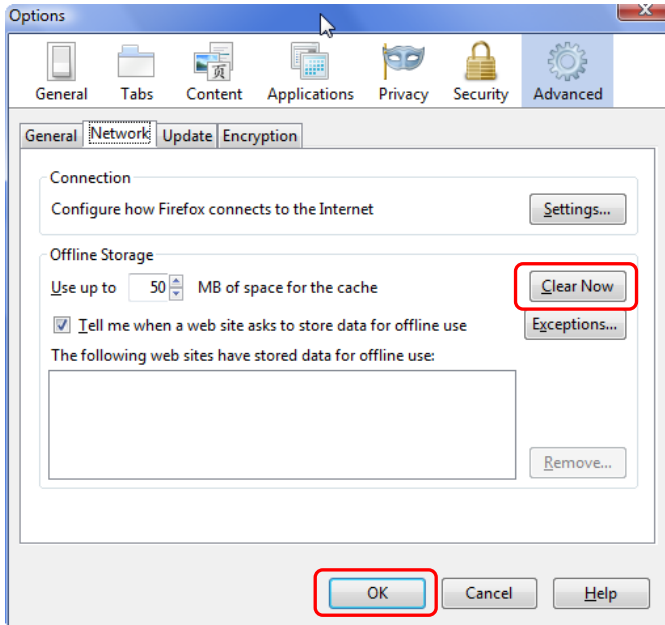 Options
General Tabs Content Applications Privacy Security Advanced
General Network Update Encryption
Connection
Configure how Firefox connects to the Internet Settings...
Offline Storage
Use up to 50 MB of space for the cache Clear Now
Tell me when a web site asks to store data for offline use Exceptions...
The following web sites have stored data for offline use:
Remove...
OK Cancel Help